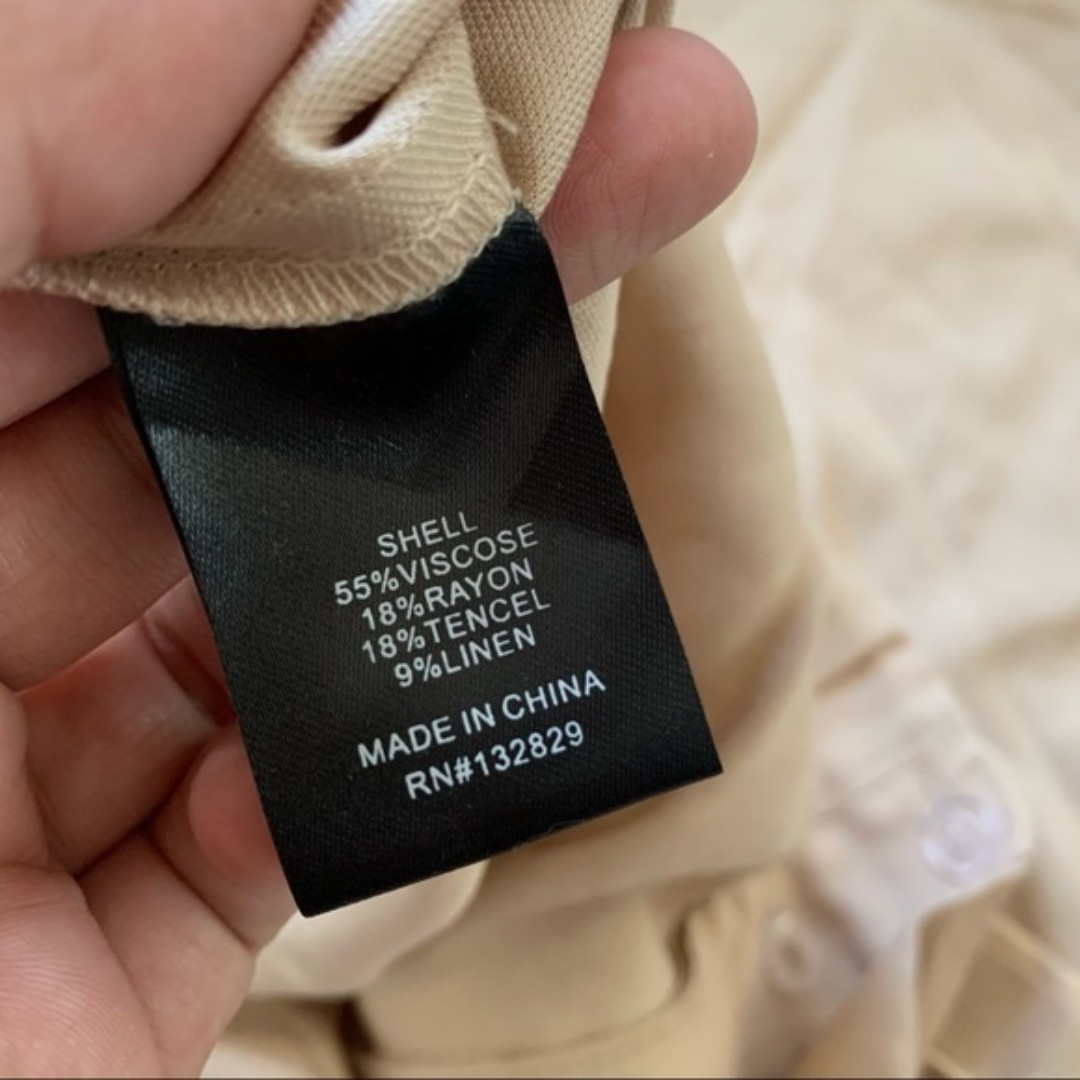 SHELL
55%VISCOSE
18%RAYON
18%TENCEL
9%LINEN
MADE IN CHINA
RN#132829